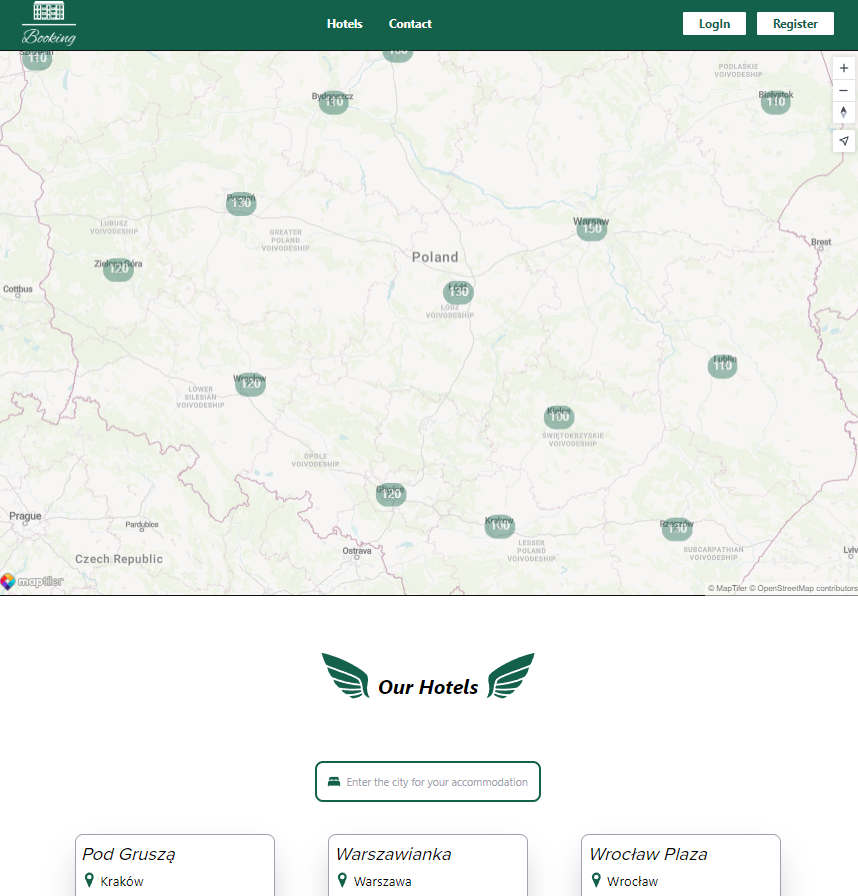 Booking
Hotels
Contact
LogIn
Register
Szczecin
110
130
PODLASKIE
VOIVODESHIP
+
−
Bydgoszcz
110
Białystok
110
Poznań
130
LUBUSZ
VOIVODESHIP
GREATER
POLAND
VOIVODESHIP
Warsaw
150
Brest
Poland
Zielona Góra
120
Cottbus
Łódź
130
ŁÓDŹ
VOIVODESHIP
Lublin
110
Wrocław
120
LOWER
SILESIAN
VOIVODESHIP
Kielce
100
ŚWIĘTOKRZYSKIE
VOIVODESHIP
OPOLE
VOIVODESHIP
Gliwice
120
Prague
Pardubice
Kraków
100
Rzeszów
130
Ostrava
LESSER
POLAND
VOIVODESHIP
SUBCARPATHIAN
VOIVODESHIP
Lviv
Czech Republic
maptiler
© MapTiler © OpenStreetMap contributors
Our Hotels
Enter the city for your accommodation
Pod Gruszą
Kraków
Warszawianka
Warszawa
Wrocław Plaza
Wrocław